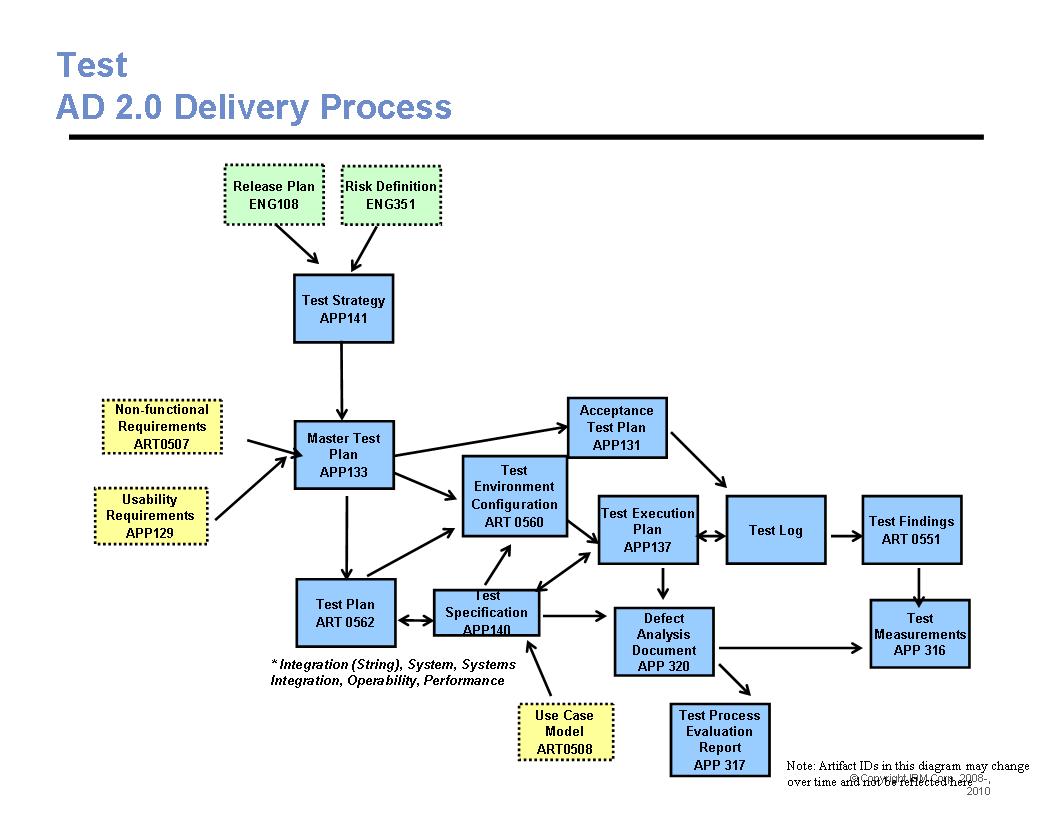 Test
AD 2.0 Delivery Process
Release Plan
ENG108
Risk Definition
ENG351
Test Strategy
APP141
Non-functional
Requirements
ART0507
Usability
Requirements
APP129
Master Test
Plan
APP133
Acceptance
Test Plan
APP131
Test
Environment
Configuration
ART 0560
Test Execution
Plan
APP137
Test Log
Test Findings
ART 0551
Test Plan
ART 0562
Test
Specification
APP140
Defect
Analysis
Document
APP 320
Test
Measurements
APP 316
* Integration (String), System, Systems
Integration, Operability, Performance
Use Case
Model
ART0508
Test Process
Evaluation
Report
APP 317
Note: Artifact IDs in this diagram may change
over time and not be reflected here
© Copyright IBM Corp. 2008-,
2010